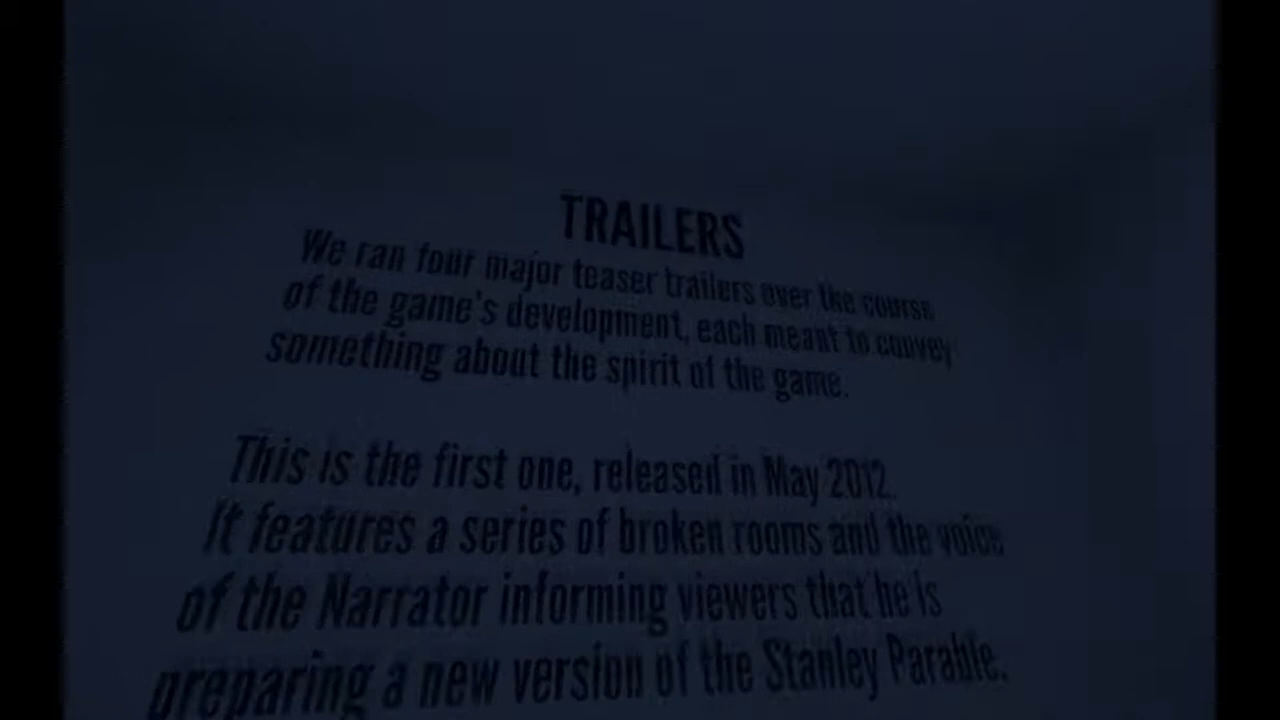 TRAILERS
We ran four major teaser trailers over the course
of the game's development, each meant to convey
something about the spirit of the game.
This is the first one, released in May 2012.
It features a series of broken rooms and the voice
of the Narrator informing viewers that he is
preparing a new version of the Stanley Parable.